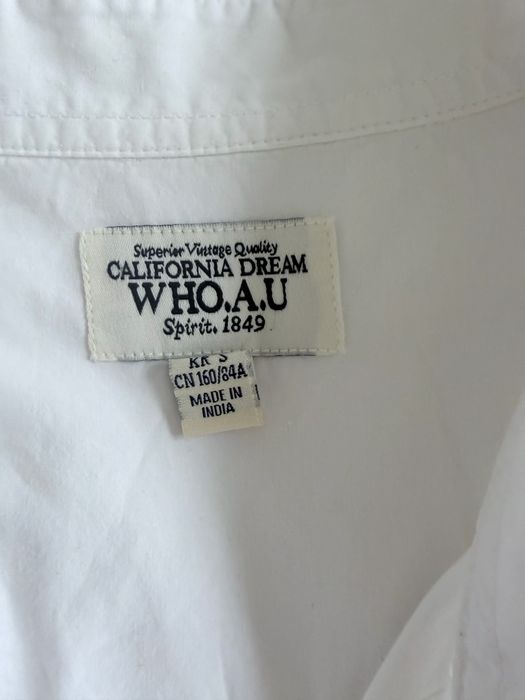 Superior Vintage Quality
CALIFORNIA DREAM
WHO.A.U
Spirit. 1849
KR S
CN 160/84A
MADE IN
INDIA